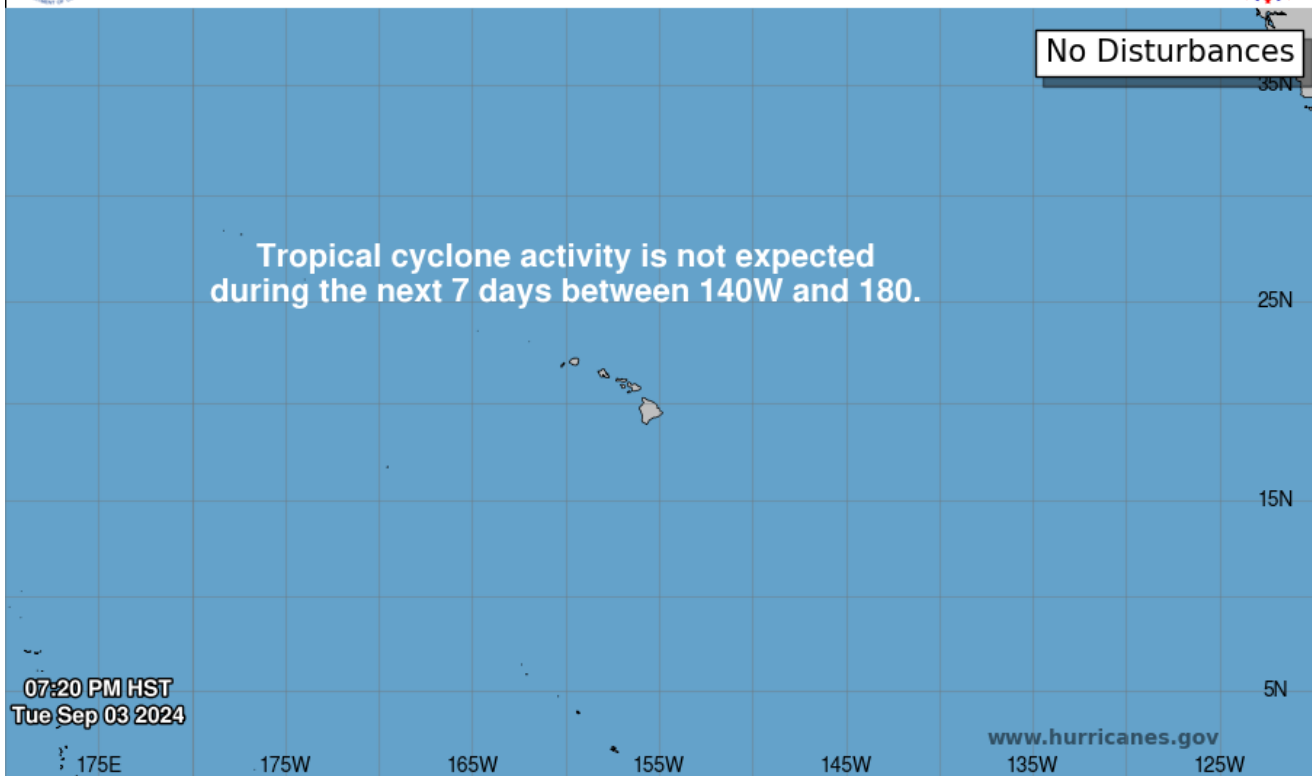 No Disturbances
35N
Tropical cyclone activity is not expected
during the next 7 days between 140W and 180.
25N
15N
07:20 PM HST
Tue Sep 03 2024
5N
www.hurricanes.gov
175E 175W 165W 155W 145W 135W 125W